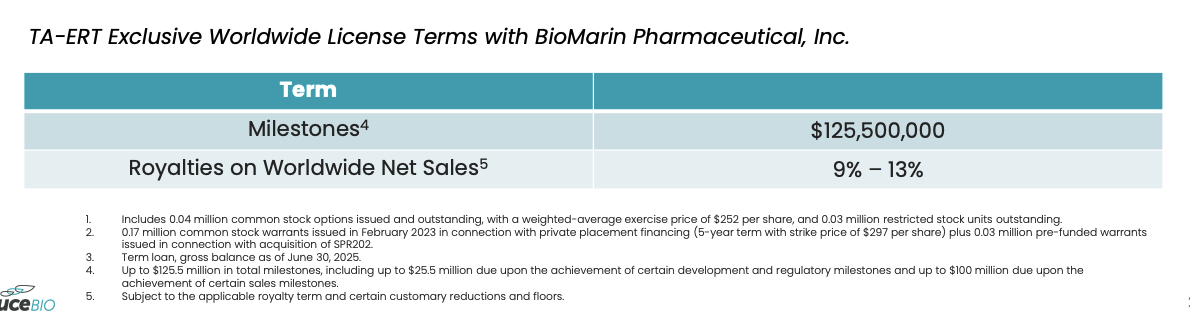 TA-ERT Exclusive Worldwide License Terms with BioMarin Pharmaceutical, Inc.
Term
Milestones⁴ $125,500,000
Royalties on Worldwide Net Sales⁵ 9% – 13%
1. Includes 0.04 million common stock options issued and outstanding, with a weighted-average exercise price of $252 per share, and 0.03 million restricted stock units outstanding.
2. 0.17 million common stock warrants issued in February 2023 in connection with private placement financing (5-year term with strike price of $297 per share) plus 0.03 million pre-funded warrants
issued in connection with acquisition of SPR202.
3. Term loan, gross balance as of June 30, 2025.
4. Up to $125.5 million in total milestones, including up to $25.5 million due upon the achievement of certain development and regulatory milestones and up to $100 million due upon the
achievement of certain sales milestones.
5. Subject to the applicable royalty term and certain customary reductions and floors.
uceBIO